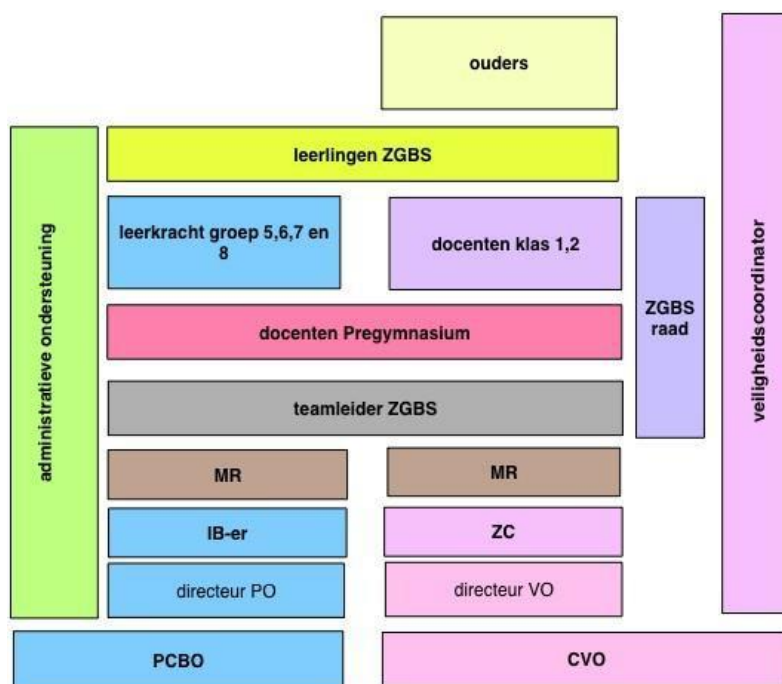 ouders
leerlingen ZGBS
leerkracht groep 5,6,7 en
8
docenten klas 1,2
docenten Pregymnasium
teamleider ZGBS
MR
MR
IB-er
ZC
directeur PO
directeur VO
PCBO
CVO
administratieve ondersteuning
ZGBS
raad
veiligheidscoordinator